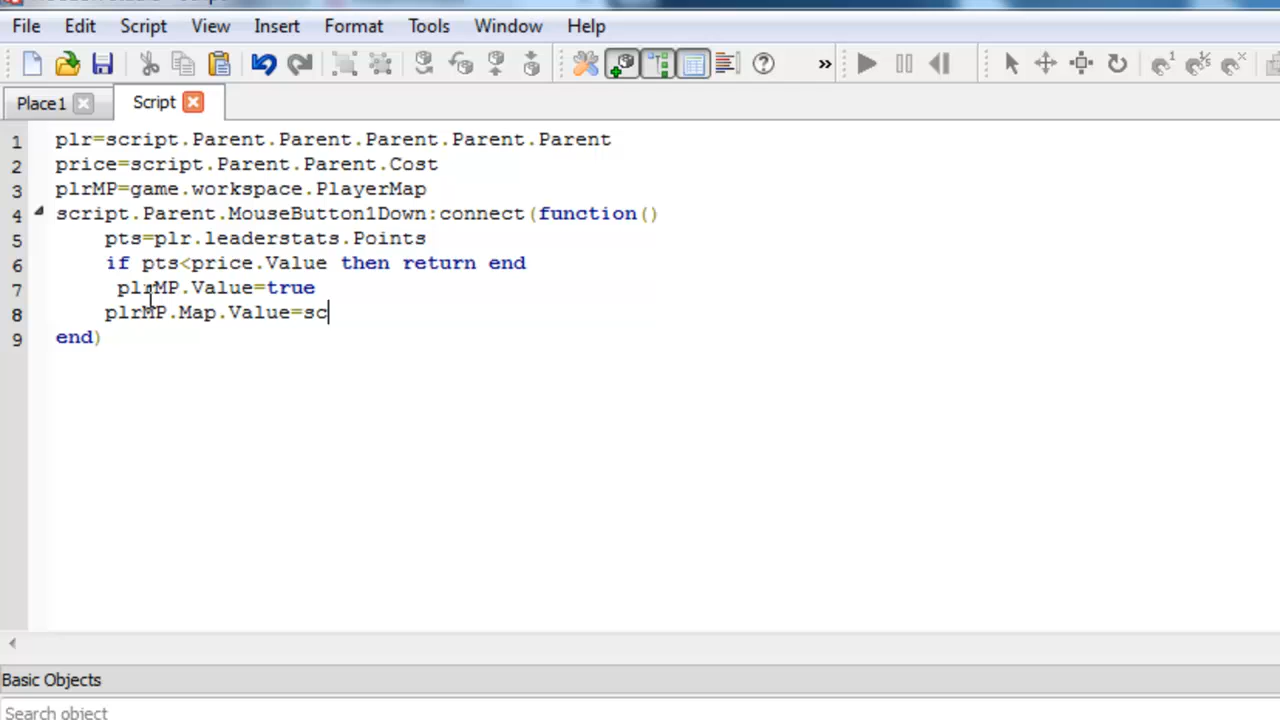 File Edit Script View Insert Format Tools Window Help
»
Place1 Script
1 plr=script.Parent.Parent.Parent.Parent.Parent
2 price=script.Parent.Parent.Cost
3 plrMP=game.workspace.PlayerMap
4 script.Parent.MouseButton1Down:connect(function()
5 pts=plr.leaderstats.Points
6 if pts<price.Value then return end
7 plrMP.Value=true
8 plrMP.Map.Value=sc
9 end)
Basic Objects
Search object